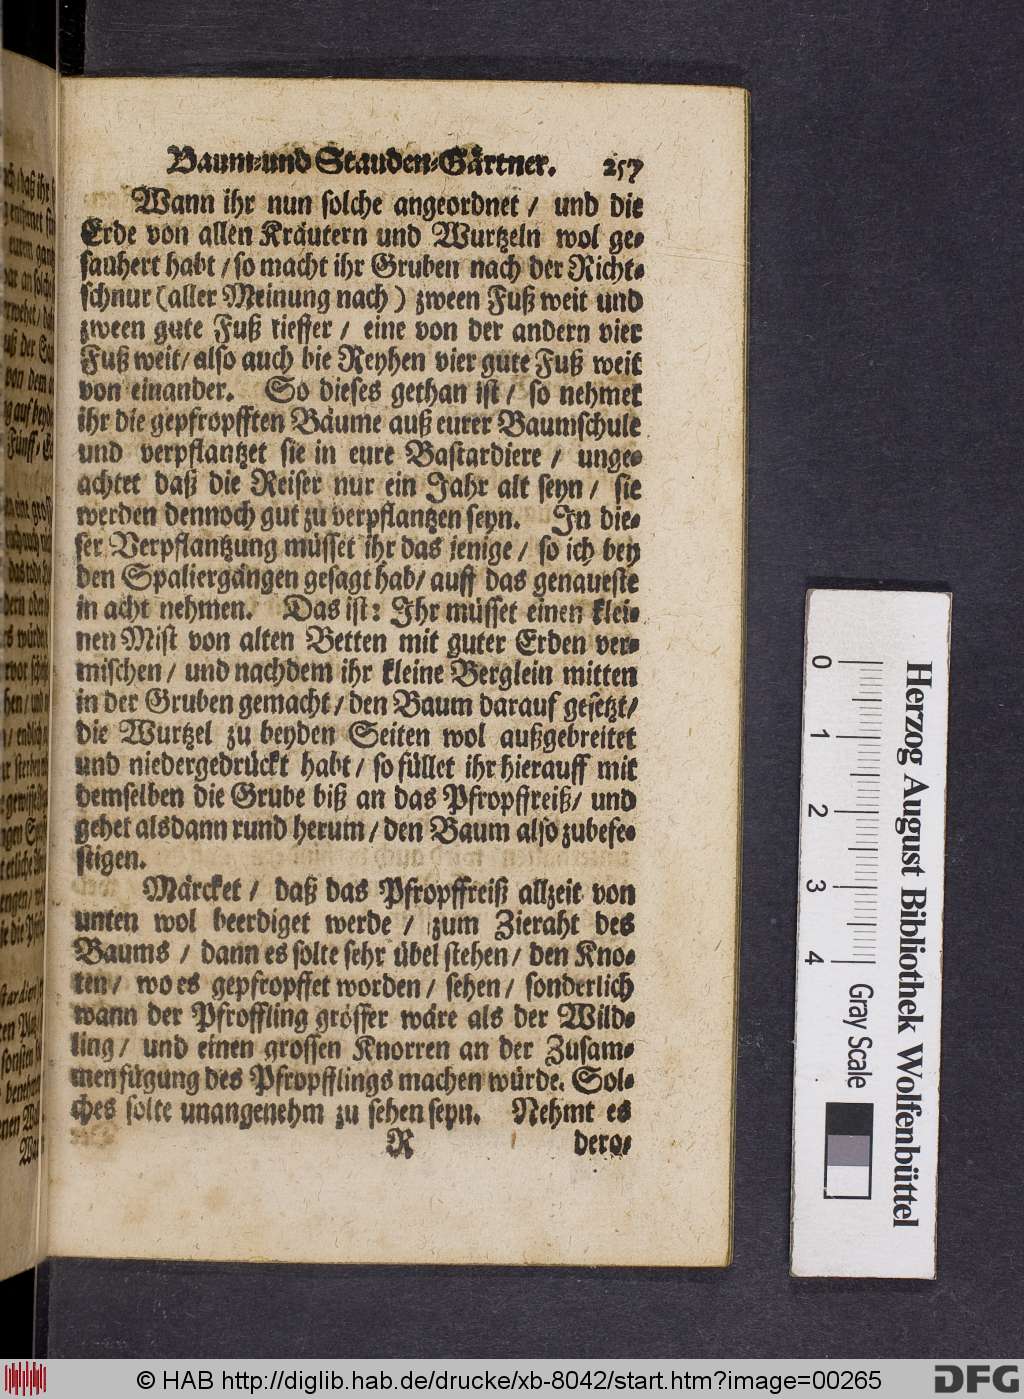 Baum-und Stauden-Gärtner. 257
Wann ihr nun solche angeordnet / und die
Erde von allen Kräutern und Wurtzeln wol ge-
sauhert habt / so macht ihr Gruben nach der Richt-
schnur (aller Meinung nach) zween Fuß weit und
zween gute Fuß tieffer / eine von der andern vier
Fuß weit / also auch bie Reyhen vier gute Fuß weit
von einander. So dieses gethan ist / so nehmet
ihr die gepfropfften Bäume auß eurer Baumschule
und verpflantzet sie in eure Bastardiere / unge-
achtet daß die Reiser nur ein Jahr alt seyn / sie
werden dennoch gut zu verpflantzen seyn. In die-
ser Verpflantzung müsset ihr das jenige / so ich bey
den Spaliergängen gesagt hab / auff das genaueste
in acht nehmen. Das ist: Ihr müsset einen klei-
nen Mist von alten Betten mit guter Erden ver-
mischen / und nachdem ihr kleine Berglein mitten
in der Gruben gemacht / den Baum darauf gesetzt /
die Wurtzel zu beyden Seiten wol außgebreitet
und niedergedrückt habt / so füllet ihr hierauff mit
demselben die Grube biß an das Pfropffreiß / und
gehet alsdann rund herum / den Baum also zubefe-
stigen.
Märcket / daß das Pfropffreiß allzeit von
unten wol beerdiget werde / zum Zieraht des
Baums / dann es solte sehr übel stehen / den Kno-
ten / wo es gepfropffet worden / sehen / sonderlich
wann der Pfroffling grösser wäre als der Wild-
ling / und einen grossen Knorren an der Zusam-
menfügung des Pfropfflings machen würde. Sol-
ches solte unangenehm zu sehen seyn. Nehmt es
R dero-
Herzog August Bibliothek Wolfenbüttel
0 1 2 3 4 Gray Scale
© HAB http://diglib.hab.de/drucke/xb-8042/start.htm?image=00265
DFG